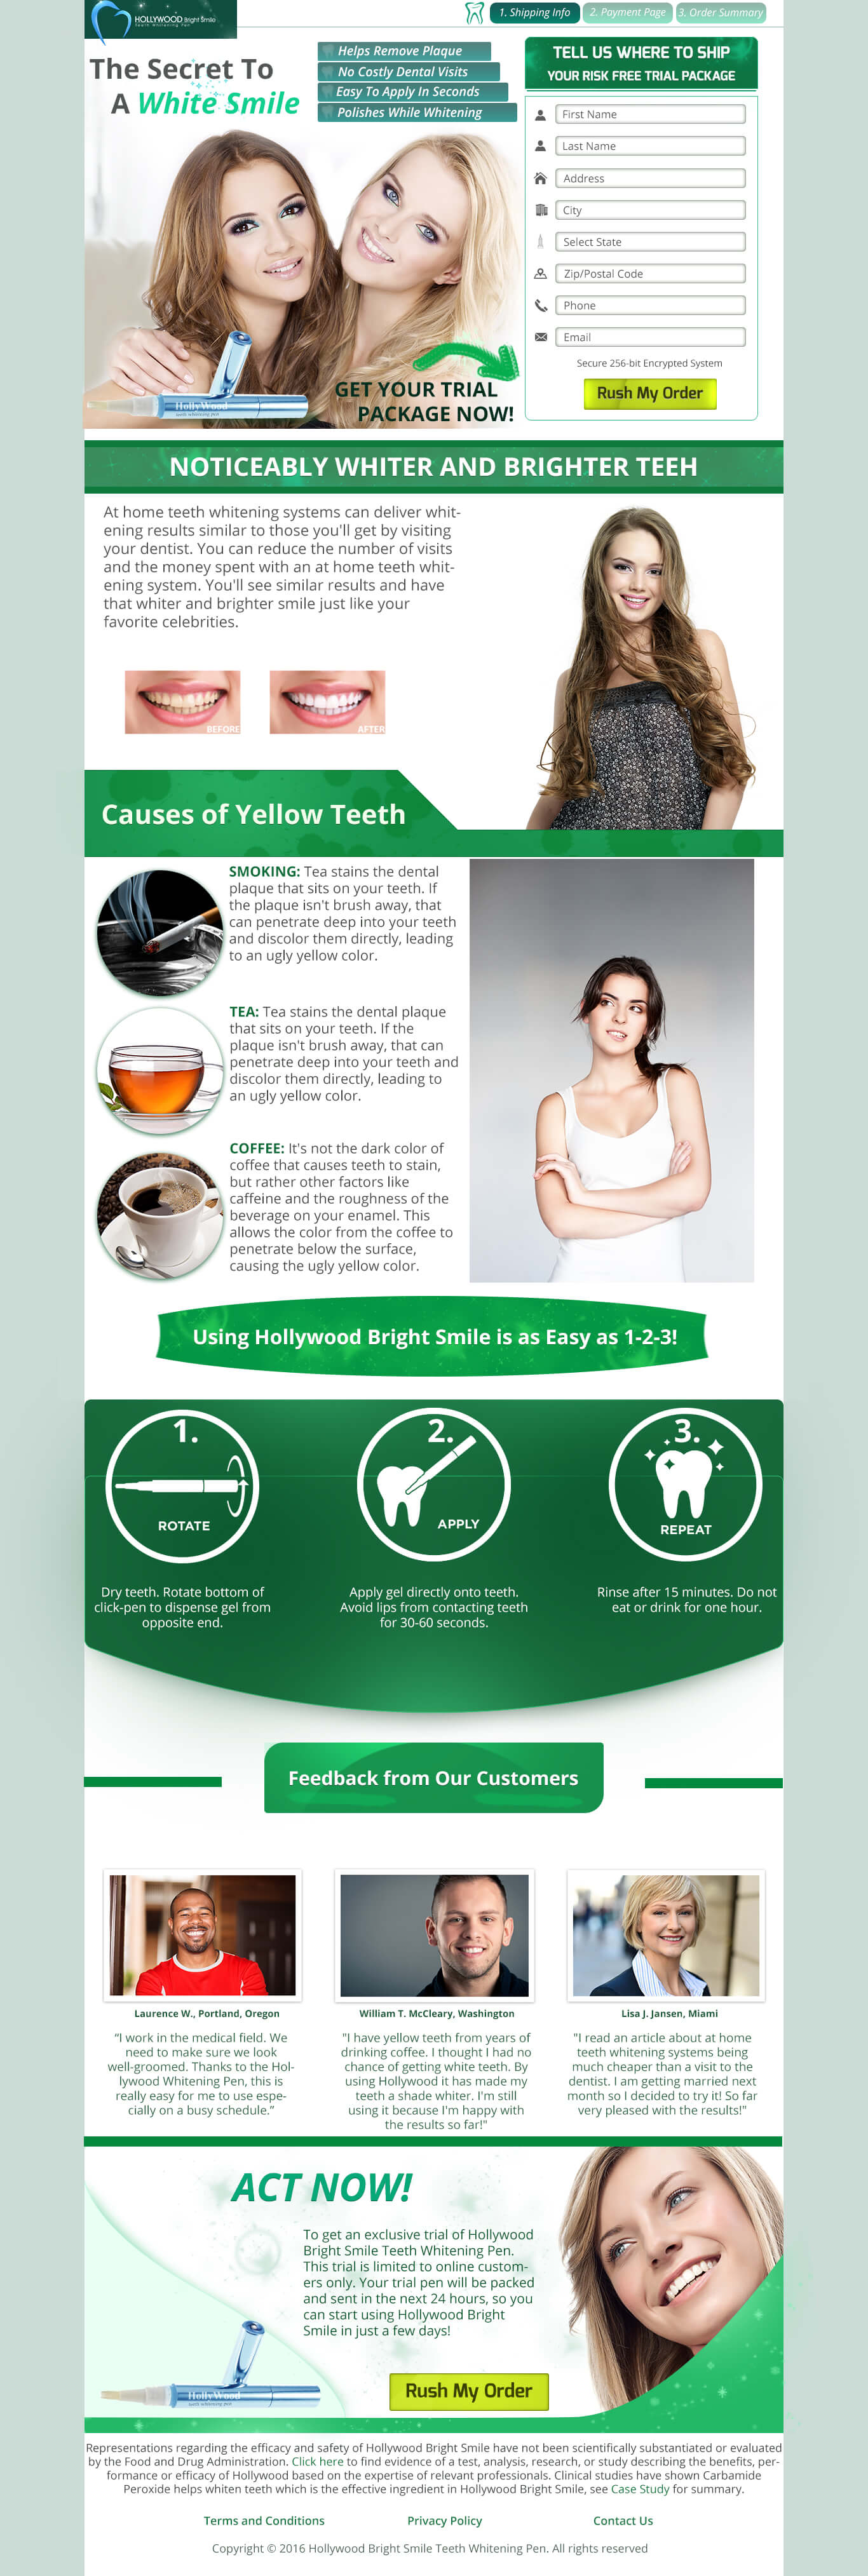 HOLLYWOOD Bright Smile
Teeth Whitening Pen
1. Shipping Info
2. Payment Page
3. Order Summary
The Secret To
A White Smile
Helps Remove Plaque
No Costly Dental Visits
Easy To Apply In Seconds
Polishes While Whitening
TELL US WHERE TO SHIP
YOUR RISK FREE TRIAL PACKAGE
First Name
Last Name
Address
City
Select State
Zip/Postal Code
Phone
Email
Secure 256-bit Encrypted System
Rush My Order
HollyWood
teeth whitening pen
GET YOUR TRIAL
PACKAGE NOW!
NOTICEABLY WHITER AND BRIGHTER TEEH
At home teeth whitening systems can deliver whit-
ening results similar to those you'll get by visiting
your dentist. You can reduce the number of visits
and the money spent with an at home teeth whit-
ening system. You'll see similar results and have
that whiter and brighter smile just like your
favorite celebrities.
BEFORE
AFTER
Causes of Yellow Teeth
SMOKING: Tea stains the dental
plaque that sits on your teeth. If
the plaque isn't brush away, that
can penetrate deep into your teeth
and discolor them directly, leading
to an ugly yellow color.
TEA: Tea stains the dental plaque
that sits on your teeth. If the
plaque isn't brush away, that can
penetrate deep into your teeth and
discolor them directly, leading to
an ugly yellow color.
COFFEE: It's not the dark color of
coffee that causes teeth to stain,
but rather other factors like
caffeine and the roughness of the
beverage on your enamel. This
allows the color from the coffee to
penetrate below the surface,
causing the ugly yellow color.
Using Hollywood Bright Smile is as Easy as 1-2-3!
1.
ROTATE
Dry teeth. Rotate bottom of
click-pen to dispense gel from
opposite end.
2.
APPLY
Apply gel directly onto teeth.
Avoid lips from contacting teeth
for 30-60 seconds.
3.
REPEAT
Rinse after 15 minutes. Do not
eat or drink for one hour.
Feedback from Our Customers
Laurence W., Portland, Oregon
"I work in the medical field. We
need to make sure we look
well-groomed. Thanks to the Hol-
lywood Whitening Pen, this is
really easy for me to use espe-
cially on a busy schedule."
William T. McCleary, Washington
"I have yellow teeth from years of
drinking coffee. I thought I had no
chance of getting white teeth. By
using Hollywood it has made my
teeth a shade whiter. I'm still
using it because I'm happy with
the results so far!"
Lisa J. Jansen, Miami
"I read an article about at home
teeth whitening systems being
much cheaper than a visit to the
dentist. I am getting married next
month so I decided to try it! So far
very pleased with the results!"
ACT NOW!
To get an exclusive trial of Hollywood
Bright Smile Teeth Whitening Pen.
This trial is limited to online custom-
ers only. Your trial pen will be packed
and sent in the next 24 hours, so you
can start using Hollywood Bright
Smile in just a few days!
HollyWood
teeth whitening pen
Rush My Order
Representations regarding the efficacy and safety of Hollywood Bright Smile have not been scientifically substantiated or evaluated
by the Food and Drug Administration. Click here to find evidence of a test, analysis, research, or study describing the benefits, per-
formance or efficacy of Hollywood based on the expertise of relevant professionals. Clinical studies have shown Carbamide
Peroxide helps whiten teeth which is the effective ingredient in Hollywood Bright Smile, see Case Study for summary.
Terms and Conditions
Privacy Policy
Contact Us
Copyright © 2016 Hollywood Bright Smile Teeth Whitening Pen. All rights reserved